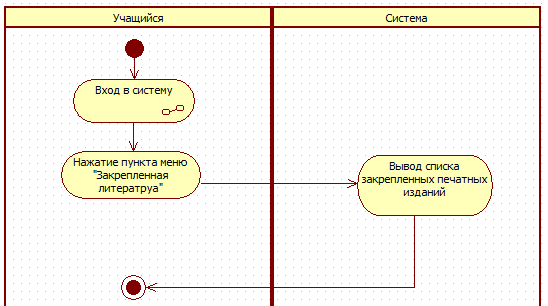 Учащийся
Система
Вход в систему
Нажатие пункта меню
"Закрепленная
литератруа"
Вывод списка
закрепленных печатных
изданий